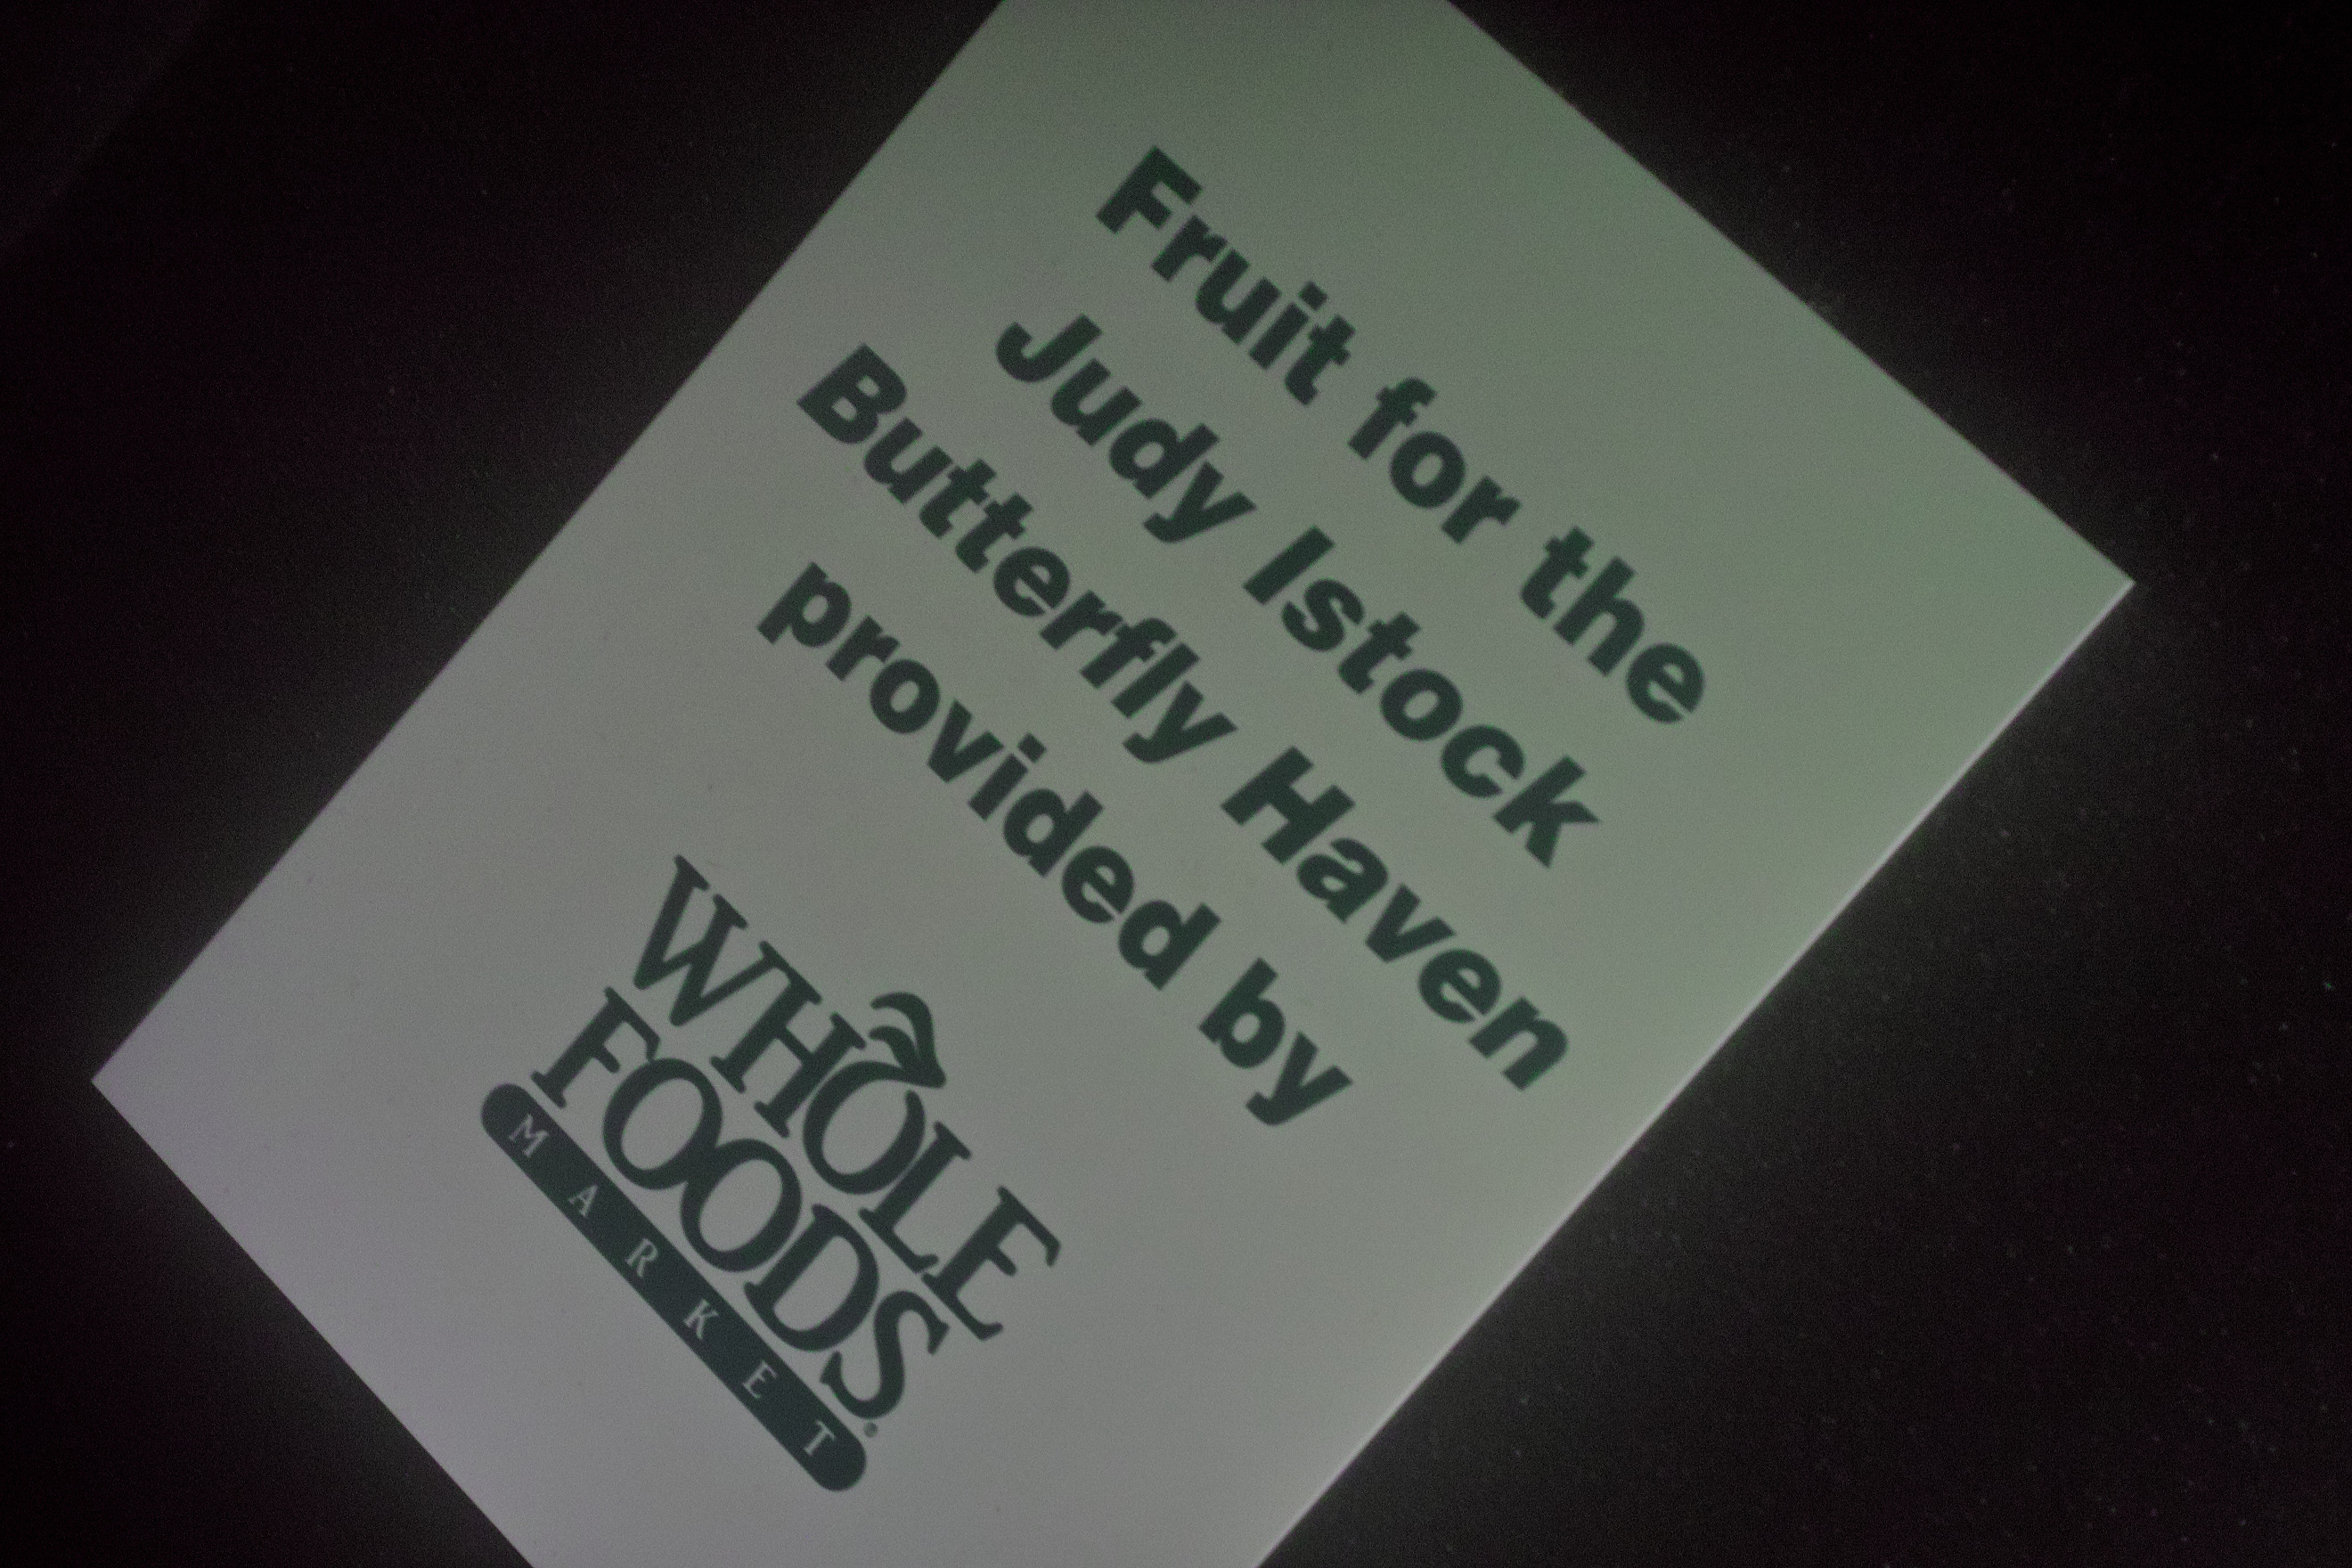 Fruit for the
Judy Istock
Butterfly Haven
provided by
WHOLE
FOODS®
MARKET